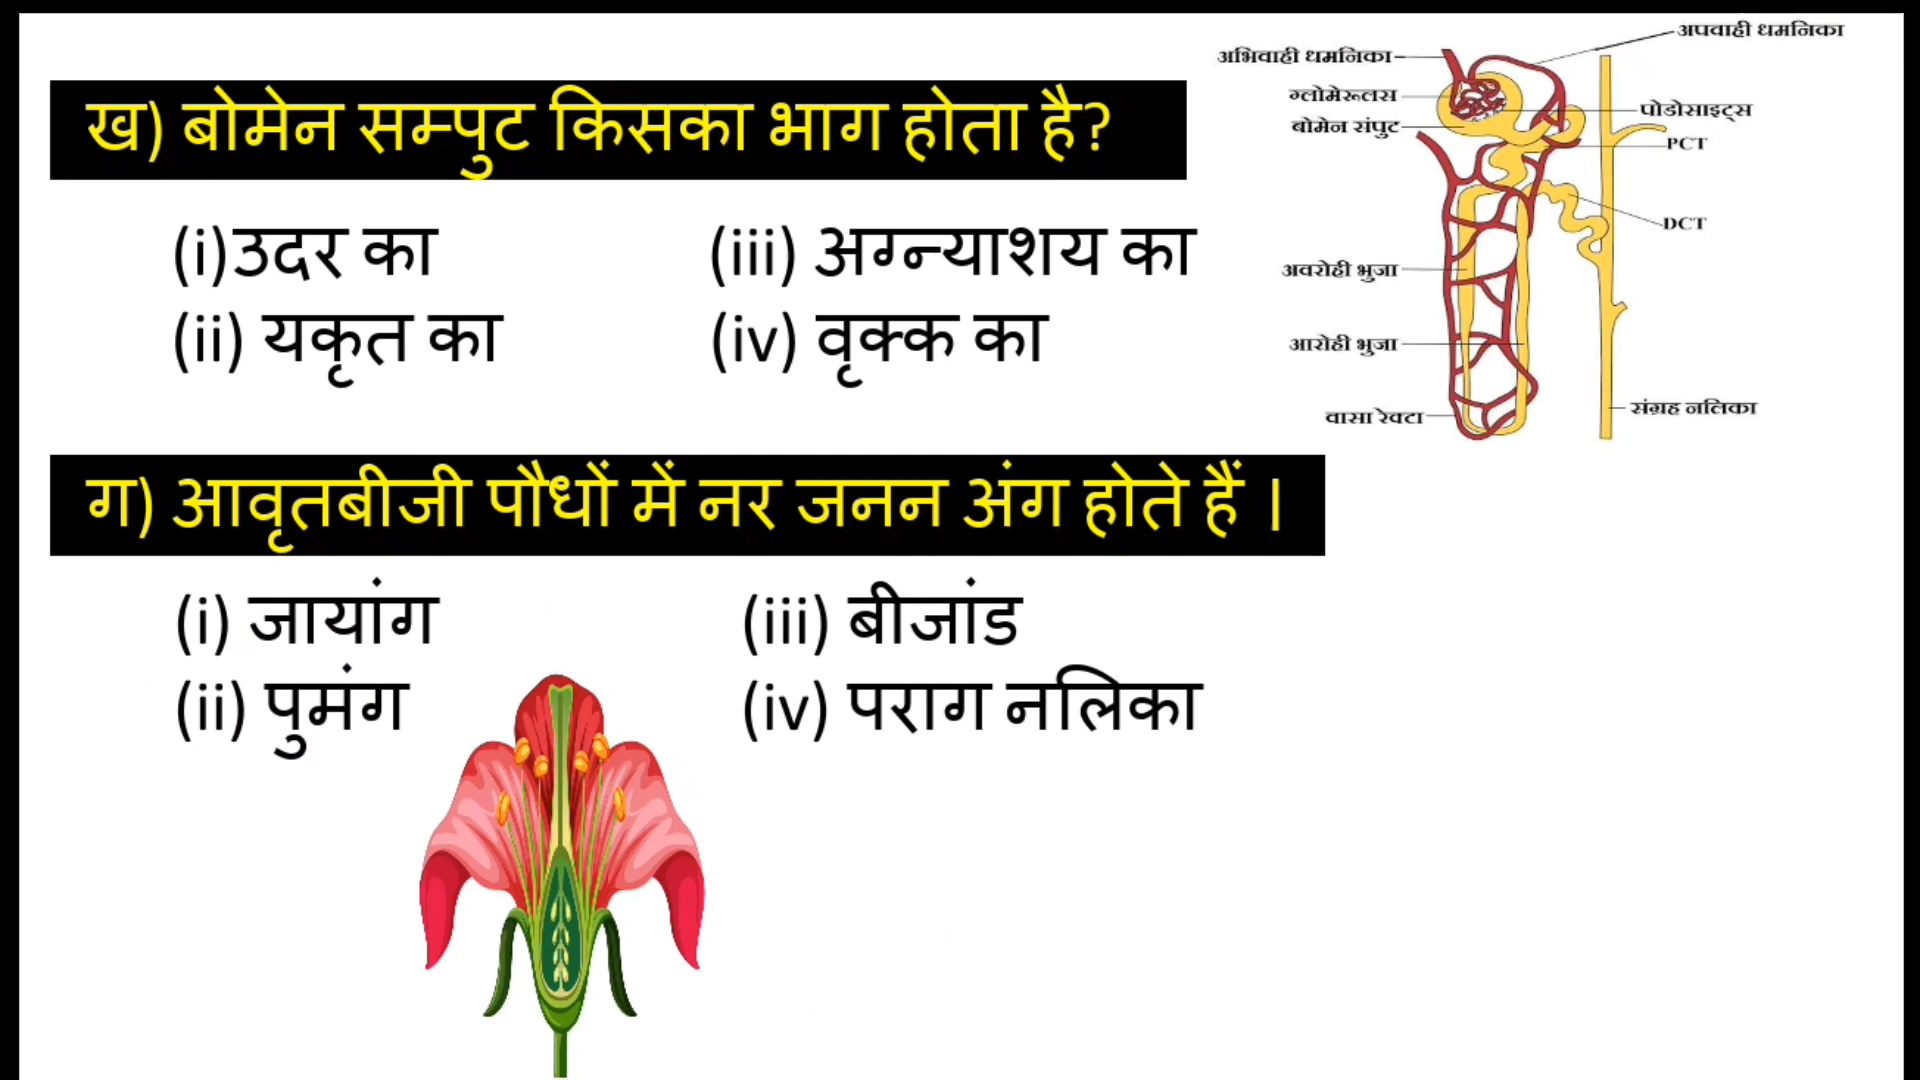 ख) बोमेन सम्पुट किसका भाग होता है?
(i)उदर का
(iii) अग्न्याशय का
(ii) यकृत का
(iv) वृक्क का
अपवाही धमनिका
अभिवाही धमनिका
ग्लोमेरूलस
पोडोसाइट्स
बोमेन संपुट
PCT
DCT
अवरोही भुजा
आरोही भुजा
वासा रेक्टा
संग्रह नलिका
ग) आवृतबीजी पौधों में नर जनन अंग होते हैं ।
(i) जायांग
(iii) बीजांड
(ii) पुमंग
(iv) पराग नलिका